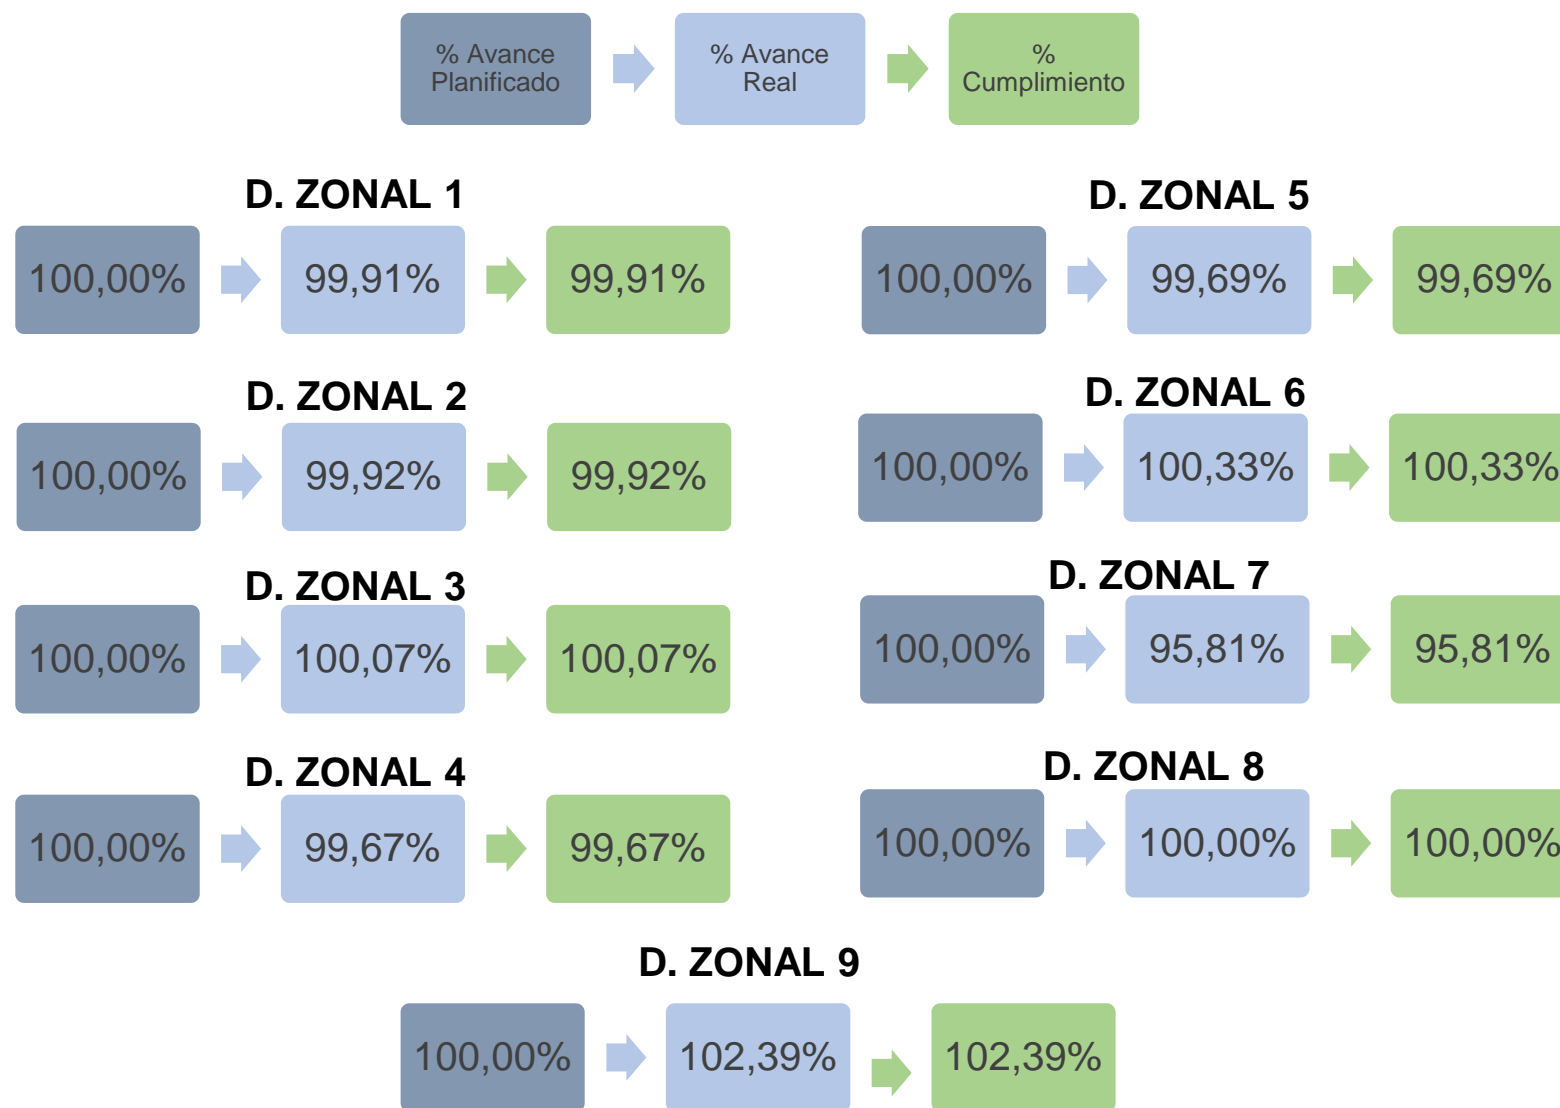 % Avance
Planificado
% Avance
Real
%
Cumplimiento
D. ZONAL 1
100,00%
99,91%
99,91%
D. ZONAL 2
100,00%
99,92%
99,92%
D. ZONAL 3
100,00%
100,07%
100,07%
D. ZONAL 4
100,00%
99,67%
99,67%
D. ZONAL 5
100,00%
99,69%
99,69%
D. ZONAL 6
100,00%
100,33%
100,33%
D. ZONAL 7
100,00%
95,81%
95,81%
D. ZONAL 8
100,00%
100,00%
100,00%
D. ZONAL 9
100,00%
102,39%
102,39%